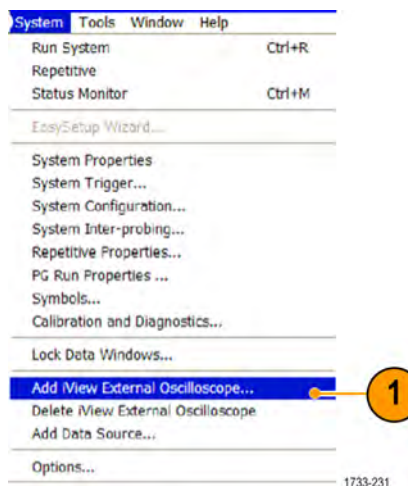 System Tools Window Help
Run System Ctrl+R
Repetitive
Status Monitor Ctrl+M
EasySetup Wizard...
System Properties
System Trigger...
System Configuration...
System Inter-probing...
Repetitive Properties...
PG Run Properties ...
Symbols...
Calibration and Diagnostics...
Lock Data Windows...
Add iView External Oscilloscope...
1
Delete iView External Oscilloscope
Add Data Source...
Options...
1733-231